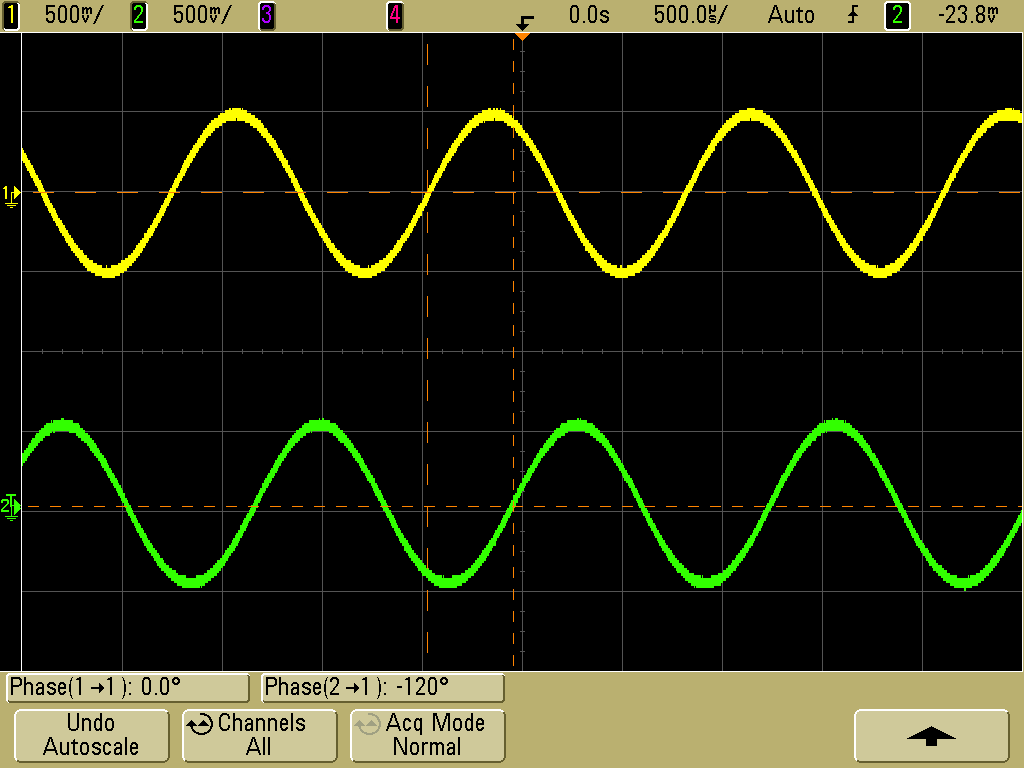 1 500mV/ 2 500mV/ 3 4 0.0s 500.0µs/ Auto 2 -23.8mV
1
2
Phase(1→1): 0.0° Phase(2→1): -120°
Undo Autoscale
Channels All
Acq Mode Normal